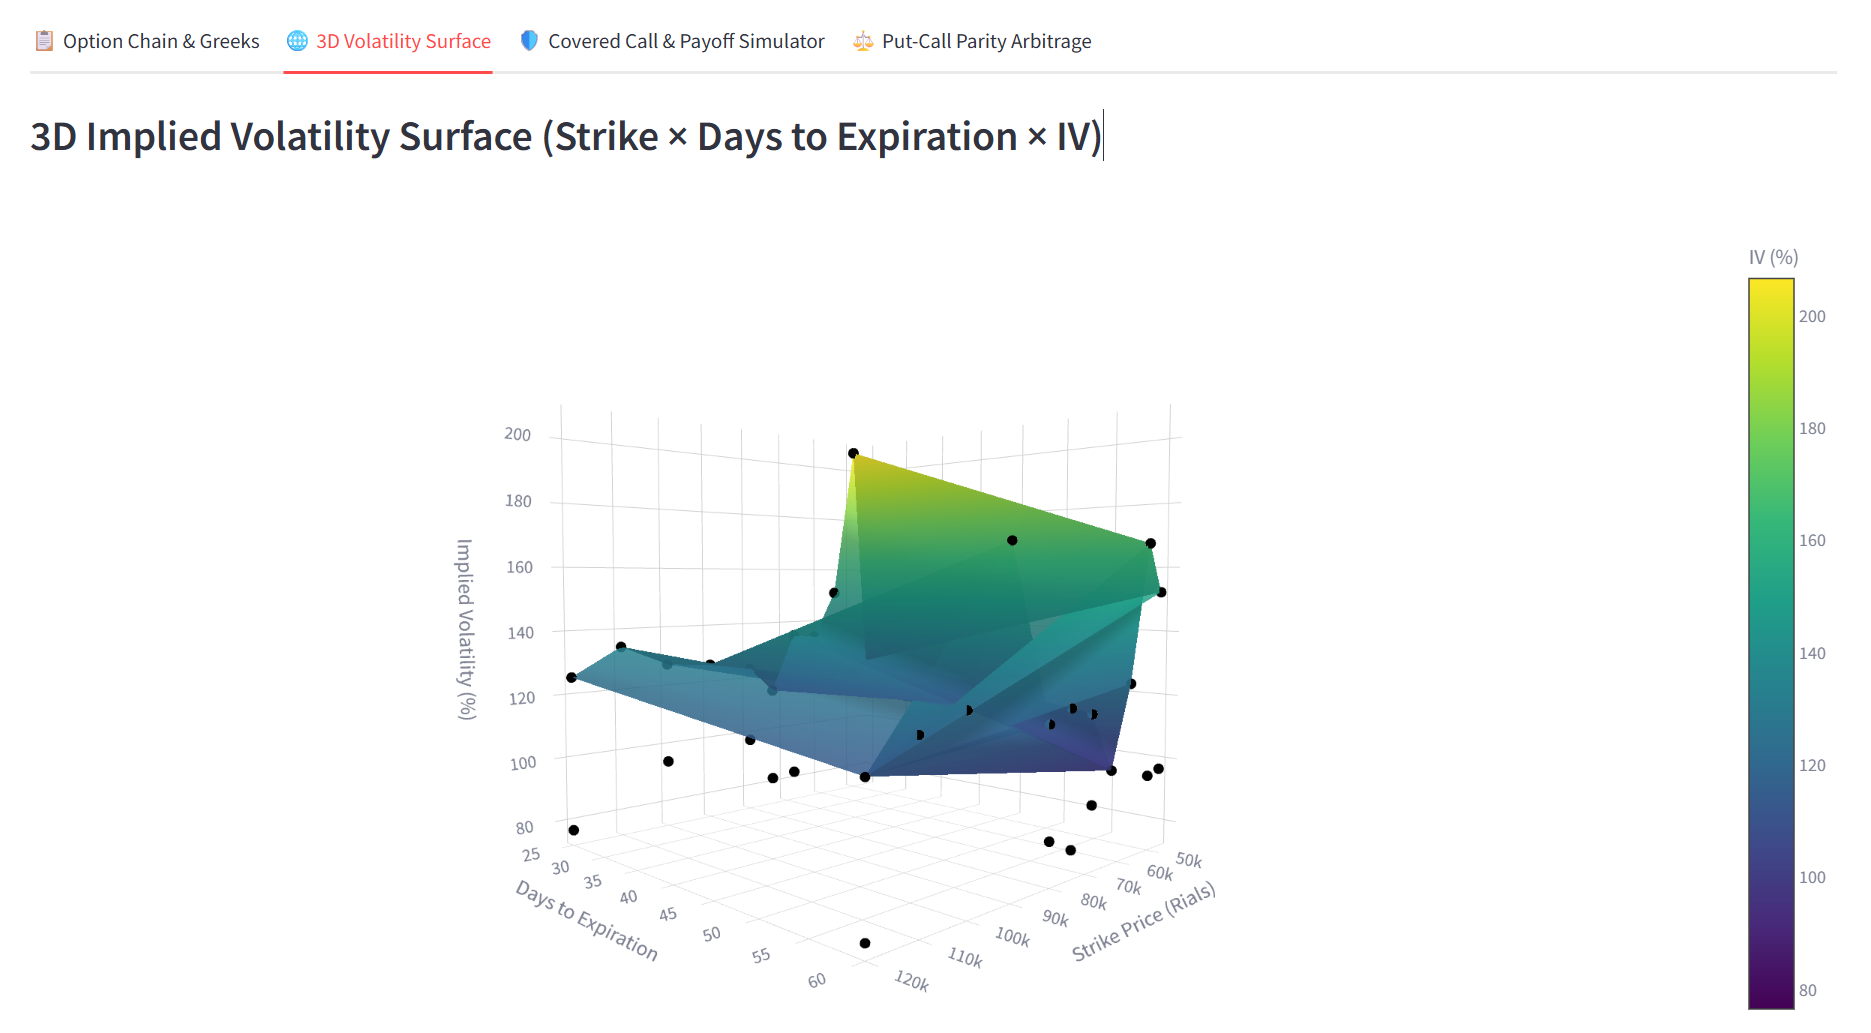 📋 Option Chain & Greeks 🌐 3D Volatility Surface 🛡️ Covered Call & Payoff Simulator ⚖️ Put-Call Parity Arbitrage
3D Implied Volatility Surface (Strike × Days to Expiration × IV)
IV (%)
200
180
160
140
120
100
80
Implied Volatility (%)
200
180
160
140
120
100
80
Days to Expiration
25
30
35
40
45
50
55
60
Strike Price (Rials)
120k
110k
100k
90k
80k
70k
60k
50k